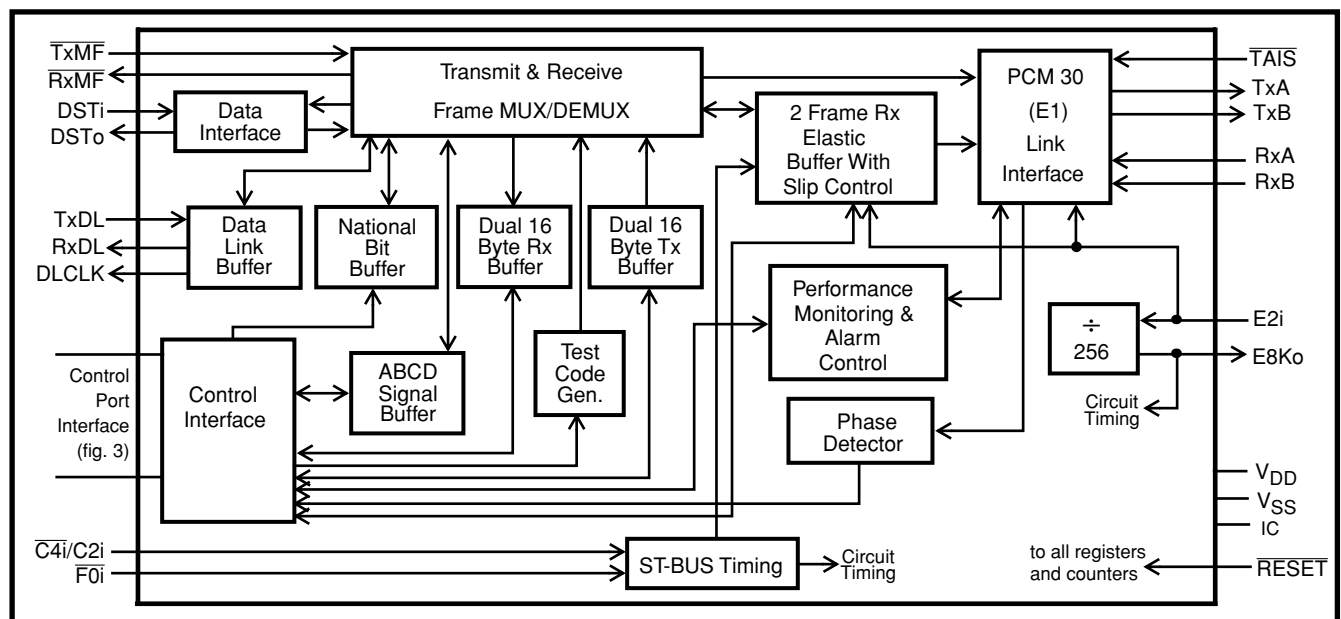 TxMF
RxMF
DSTi
DSTo
TxDL
RxDL
DLCLK
Control
Port
Interface
(fig. 3)
C4i/C2i
F0i
Data
Interface
Transmit & Receive
Frame MUX/DEMUX
2 Frame Rx
Elastic
Buffer With
Slip Control
PCM 30
(E1)
Link
Interface
TAIS
TxA
TxB
RxA
RxB
Data
Link
Buffer
National
Bit
Buffer
Dual 16
Byte Rx
Buffer
Dual 16
Byte Tx
Buffer
Performance
Monitoring &
Alarm
Control
÷
256
E2i
E8Ko
Circuit
Timing
Control
Interface
ABCD
Signal
Buffer
Test
Code
Gen.
Phase
Detector
VDD
VSS
IC
ST-BUS Timing
Circuit
Timing
to all registers
and counters
RESET